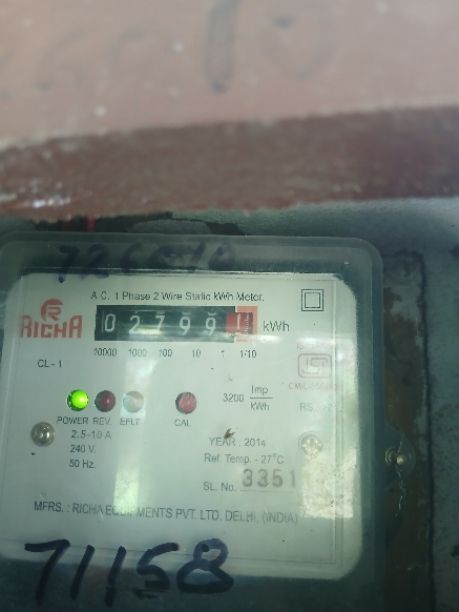 A.C. 1 Phase 2 Wire Static kWh Meter.
RICHA
0 2 7 9 9 kWh
10000 1000 100 10 1 1/10
CL - 1
3200 Imp
kWh
POWER REV. EFLT CAL
RS.
2.5-10 A
240 V.
50 Hz.
YEAR : 2014
Ref. Temp. - 27°C
SL. No. 3351
MFRS. : RICHA EQUIPMENTS PVT. LTD. DELHI, (INDIA)
71158